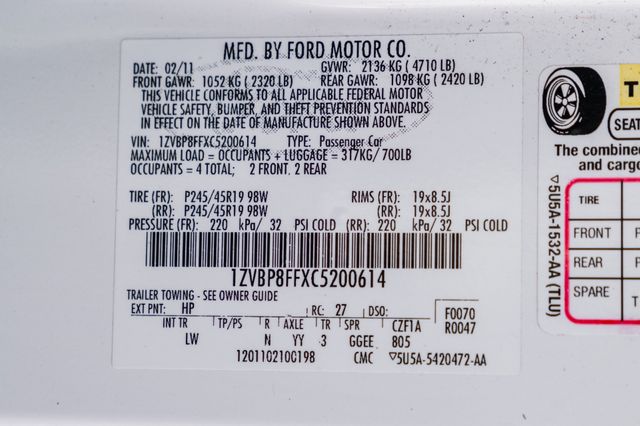 MFD. BY FORD MOTOR CO.
DATE: 02/11 GVWR: 2136 KG ( 4710 LB)
FRONT GAWR: 1052 KG ( 2320 LB) REAR GAWR: 1098 KG ( 2420 LB)
THIS VEHICLE CONFORMS TO ALL APPLICABLE FEDERAL MOTOR
VEHICLE SAFETY, BUMPER, AND THEFT PREVENTION STANDARDS
IN EFFECT ON THE DATE OF MANUFACTURE SHOWN ABOVE.
VIN: 1ZVBP8FFXC5200614 TYPE: Passenger Car
MAXIMUM LOAD = OCCUPANTS + LUGGAGE = 317KG/ 700LB
OCCUPANTS = 4 TOTAL; 2 FRONT, 2 REAR
TIRE (FR): P245/45R19 98W RIMS (FR): 19x8.5J
(RR): P245/45R19 98W (RR): 19x8.5J
PRESSURE (FR): 220 kPa/ 32 PSI COLD (RR): 220 kPa/ 32 PSI COLD
1ZVBP8FFXC5200614
TRAILER TOWING - SEE OWNER GUIDE
EXT PNT: HP RC: 27 DSO: F0070
INT TR TP/PS R AXLE TR SPR CZF1A R0047
LW N YY 3 GGEE 805
120110210G198 CMC ▽5U5A-5420472-AA
T
SEAT
The combined
and cargo
TIRE
FRONT P
REAR P
SPARE T
▽5U5A-1532-AA (TLU)